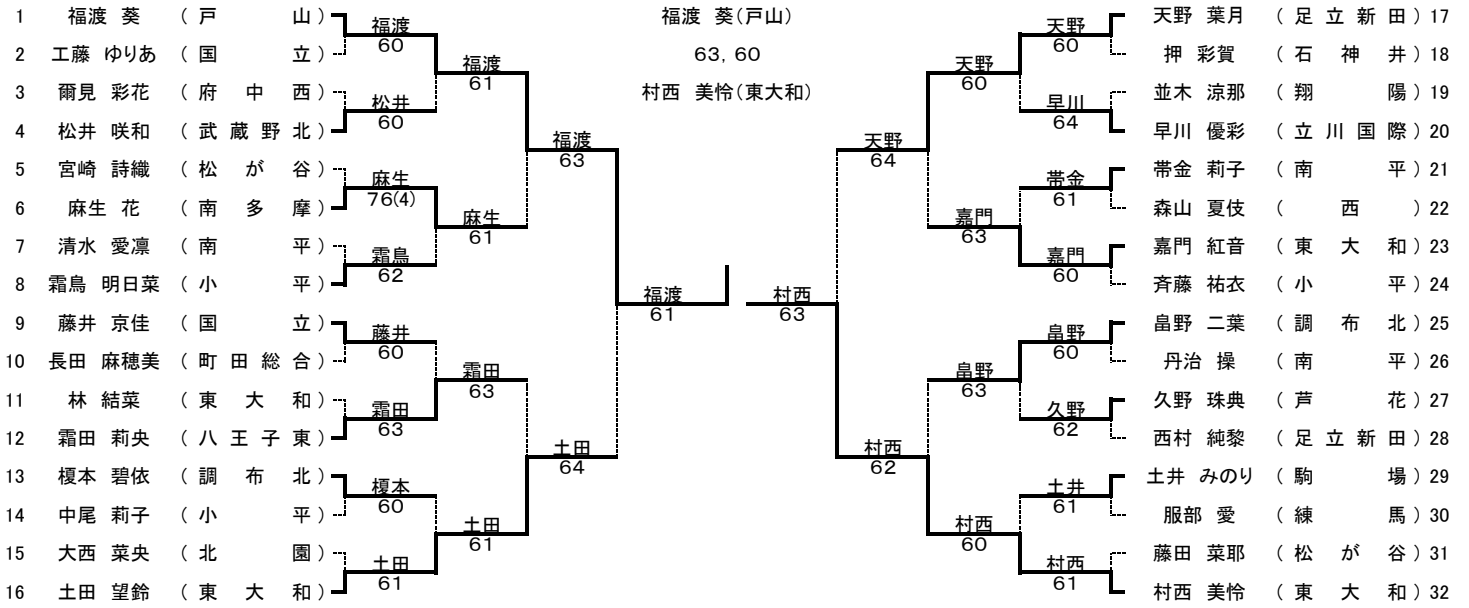 福渡 葵(戸山)
63, 60
村西 美怜(東大和)
1 福渡 葵 (戸山)
2 工藤 ゆりあ (国立)
3 爾見 彩花 (府中西)
4 松井 咲和 (武蔵野北)
5 宮崎 詩織 (松が谷)
6 麻生 花 (南多摩)
7 清水 愛凛 (南平)
8 霜鳥 明日菜 (小平)
9 藤井 京佳 (国立)
10 長田 麻穂美 (町田総合)
11 林 結菜 (東大和)
12 霜田 莉央 (八王子東)
13 榎本 碧依 (調布北)
14 中尾 莉子 (小平)
15 大西 菜央 (北園)
16 土田 望鈴 (東大和)
福渡
60
松井
60
麻生
76(4)
霜鳥
62
藤井
60
霜田
63
榎本
60
土田
61
福渡
61
麻生
61
霜田
63
土田
61
福渡
63
土田
64
福渡
61
村西
63
天野
64
村西
62
天野
60
嘉門
63
畠野
63
村西
60
天野
60
早川
64
帯金
61
嘉門
60
畠野
60
久野
62
土井
61
村西
61
天野 葉月 (足立新田) 17
押 彩賀 (石神井) 18
並木 涼那 (翔陽) 19
早川 優彩 (立川国際) 20
帯金 莉子 (南平) 21
森山 夏伎 (西) 22
嘉門 紅音 (東大和) 23
斉藤 祐衣 (小平) 24
畠野 二葉 (調布北) 25
丹治 操 (南平) 26
久野 珠典 (芦花) 27
西村 純黎 (足立新田) 28
土井 みのり (駒場) 29
服部 愛 (練馬) 30
藤田 菜耶 (松が谷) 31
村西 美怜 (東大和) 32